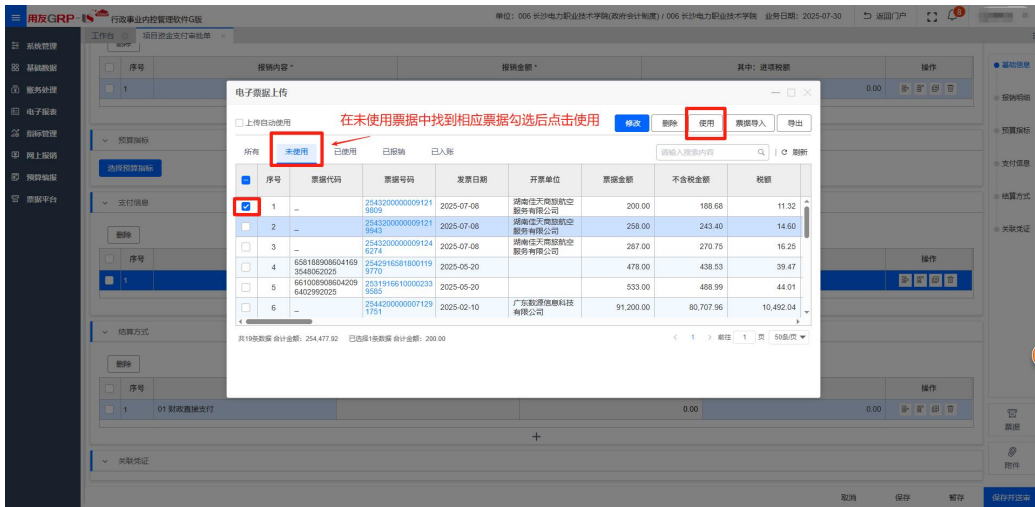 用友GRP-U8 行政事业内控管理软件G版
单位：006 长沙电力职业技术学院(政府会计制度) / 006 长沙电力职业技术学院 业务日期：2025-07-30 返回门户
工作台 项目资金支付审批单
系统管理
基础数据
账务处理
电子报表
指标管理
网上报销
预算编报
票据平台
删除
序号 报销内容* 报销金额* 其中：进项税额 操作
1 0.00
预算指标
选择预算指标
支付信息
删除
序号 操作
1
结算方式
删除
序号 操作
1 01 财政直接支付 0.00 0.00
+
关联凭证
基础信息
报销明细
预算指标
支付信息
结算方式
关联凭证
票据
附件
取消 保存 暂存 保存并送审
电子票据上传
上传自动使用 在未使用票据中找到相应票据勾选后点击使用 修改 删除 使用 票据导入 导出
所有 未使用 已使用 已报销 已入账 请输入搜索内容 刷新
序号 票据代码 票据号码 发票日期 开票单位 票据金额 不含税金额 税额
1 _ 25432000000091219809 2025-07-08 湖南佳天商旅航空服务有限公司 200.00 188.68 11.32
2 _ 25432000000091219943 2025-07-08 湖南佳天商旅航空服务有限公司 258.00 243.40 14.60
3 _ 25432000000091246274 2025-07-08 湖南佳天商旅航空服务有限公司 287.00 270.75 16.25
4 6581889086041693548062025 25429165818001199770 2025-05-20 478.00 438.53 39.47
5 6610089086042096402992025 25319166100002339585 2025-05-20 533.00 488.99 44.01
6 _ 25442000000071291751 2025-02-10 广东数源信息科技有限公司 91,200.00 80,707.96 10,492.04
共19条数据 合计金额：254,477.92 已选择1条数据 合计金额：200.00 1 前往 1 页 50条/页